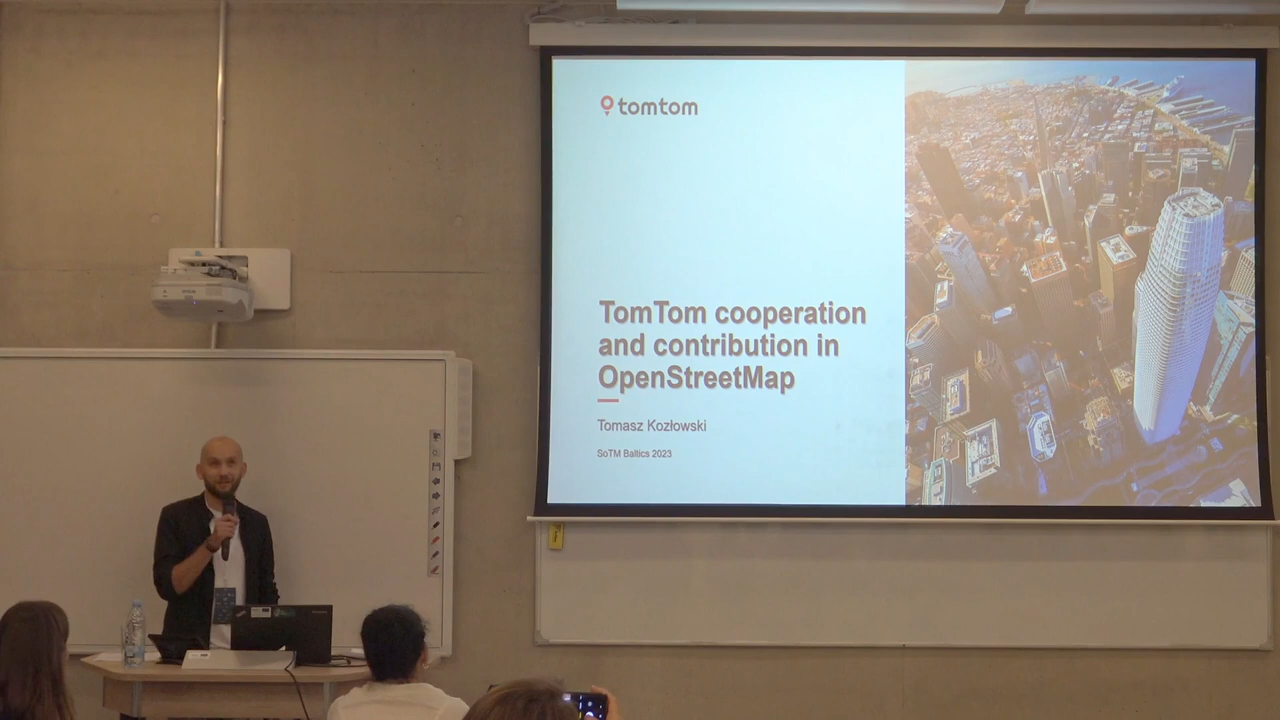 tomtom
TomTom cooperation
and contribution in
OpenStreetMap
Tomasz Kozłowski
SoTM Baltics 2023